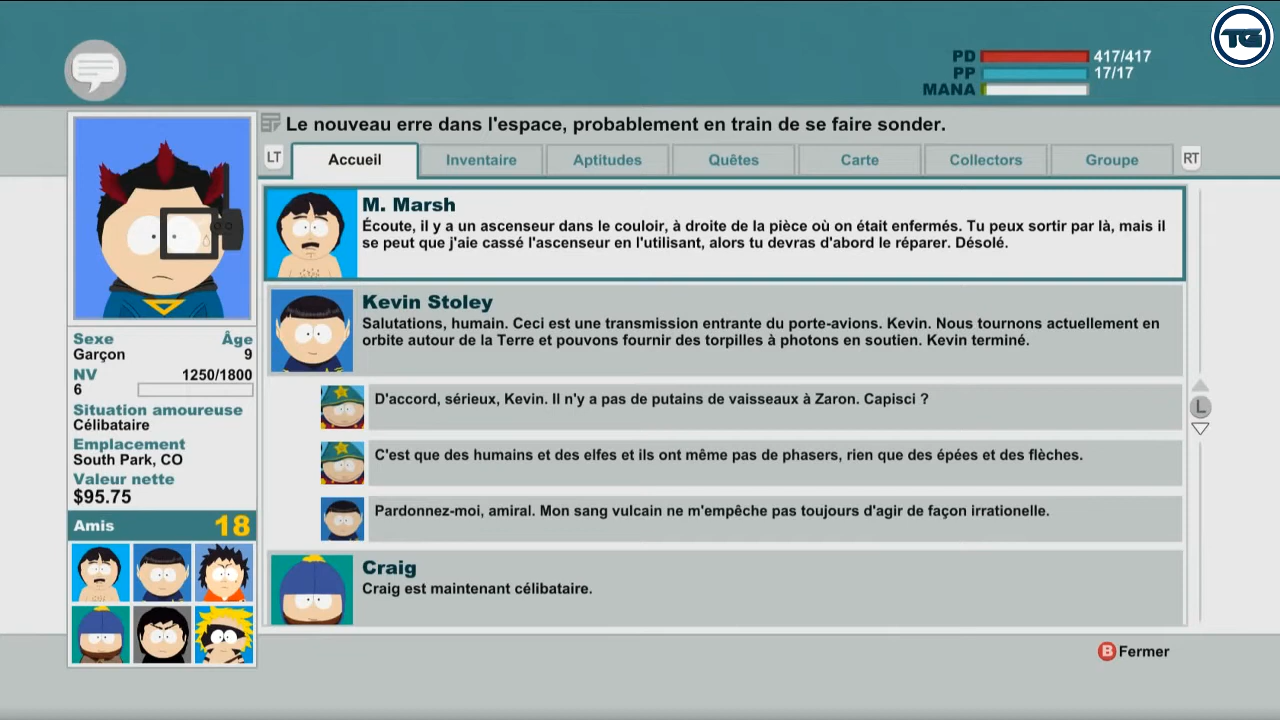 TG
PD 417/417
PP 17/17
MANA
Le nouveau erre dans l'espace, probablement en train de se faire sonder.
LT Accueil Inventaire Aptitudes Quêtes Carte Collectors Groupe RT
M. Marsh
Écoute, il y a un ascenseur dans le couloir, à droite de la pièce où on était enfermés. Tu peux sortir par là, mais il
se peut que j'aie cassé l'ascenseur en l'utilisant, alors tu devras d'abord le réparer. Désolé.
Kevin Stoley
Salutations, humain. Ceci est une transmission entrante du porte-avions. Kevin. Nous tournons actuellement en
orbite autour de la Terre et pouvons fournir des torpilles à photons en soutien. Kevin terminé.
D'accord, sérieux, Kevin. Il n'y a pas de putains de vaisseaux à Zaron. Capisci ?
C'est que des humains et des elfes et ils ont même pas de phasers, rien que des épées et des flèches.
Pardonnez-moi, amiral. Mon sang vulcain ne m'empêche pas toujours d'agir de façon irrationelle.
Craig
Craig est maintenant célibataire.
Sexe Âge
Garçon 9
NV 1250/1800
6
Situation amoureuse
Célibataire
Emplacement
South Park, CO
Valeur nette
$95.75
Amis 18
L
B Fermer